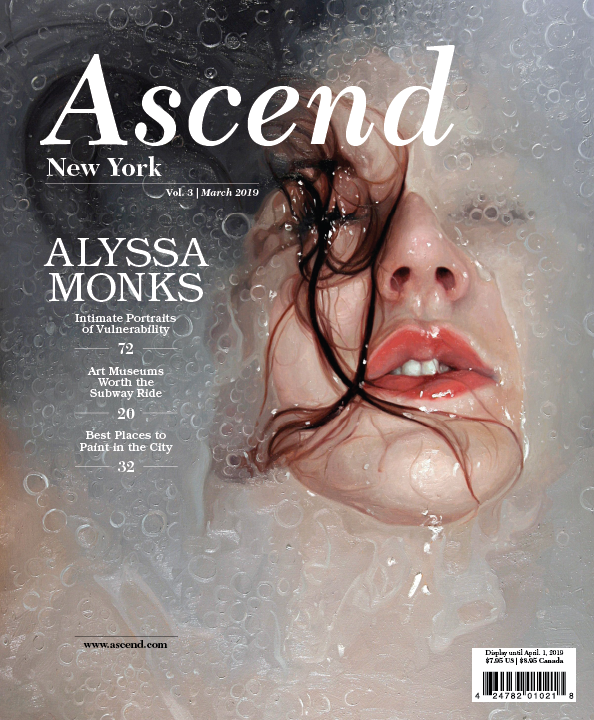 Ascend
New York
Vol. 3 | March 2019
ALYSSA
MONKS
Intimate Portraits
of Vulnerability
72
Art Museums
Worth the
Subway Ride
20
Best Places to
Paint in the City
32
www.ascend.com
Display until April. 1, 2019
$7.95 US | $8.95 Canada
4 24782 01021 8